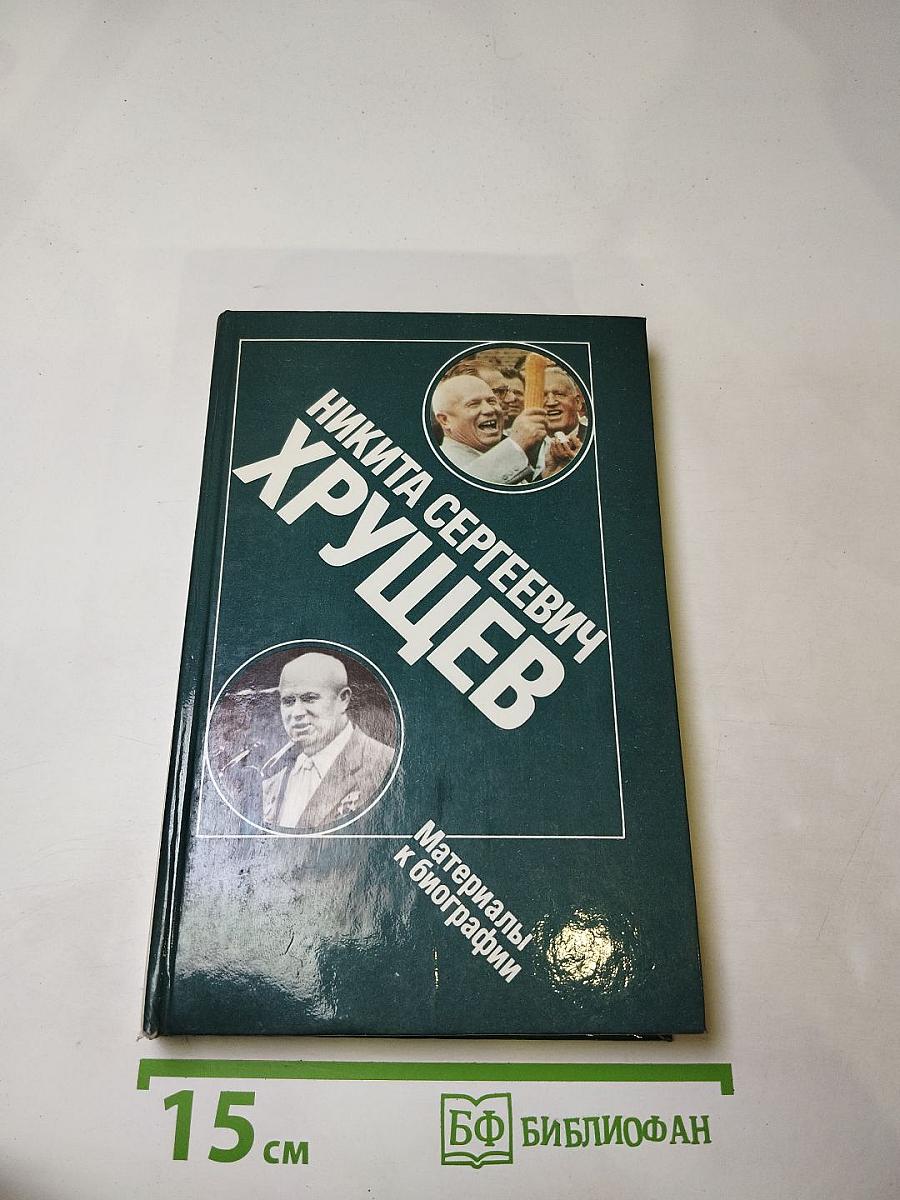 НИКИТА СЕРГЕЕВИЧ
ХРУЩЕВ
Материалы
к биографии
15 см
БФ БИБЛИОФАН